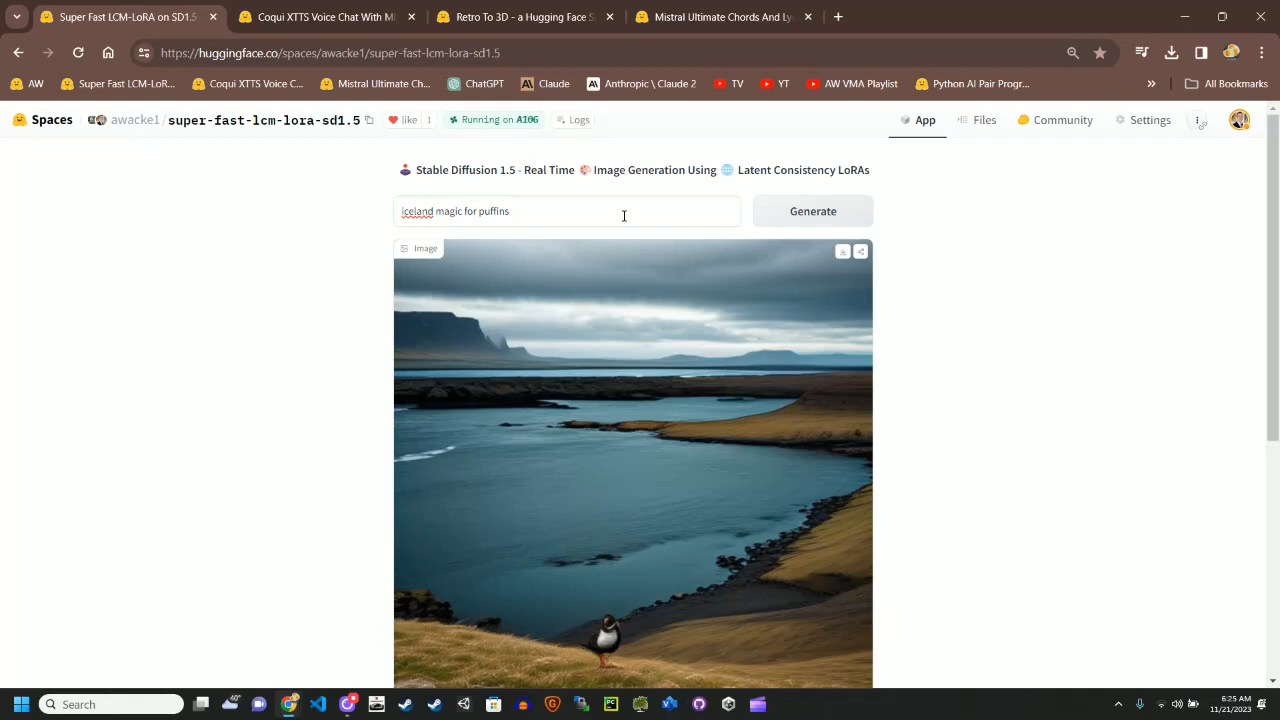 Super Fast LCM-LoRA on SD1.5
Coqui XTTS Voice Chat With Mi
Retro To 3D - a Hugging Face S
Mistral Ultimate Chords And Ly
https://huggingface.co/spaces/awacke1/super-fast-lcm-lora-sd1.5
AW
Super Fast LCM-LoR...
Coqui XTTS Voice C...
Mistral Ultimate Ch...
ChatGPT
Claude
Anthropic \ Claude 2
TV
YT
AW VMA Playlist
Python AI Pair Progr...
All Bookmarks
Spaces
awacke1/super-fast-lcm-lora-sd1.5
like
1
Running on A10G
Logs
App
Files
Community
Settings
Stable Diffusion 1.5 - Real Time Image Generation Using Latent Consistency LoRAs
iceland magic for puffins
Generate
Image
Search
40°
6:25 AM
11/21/2023